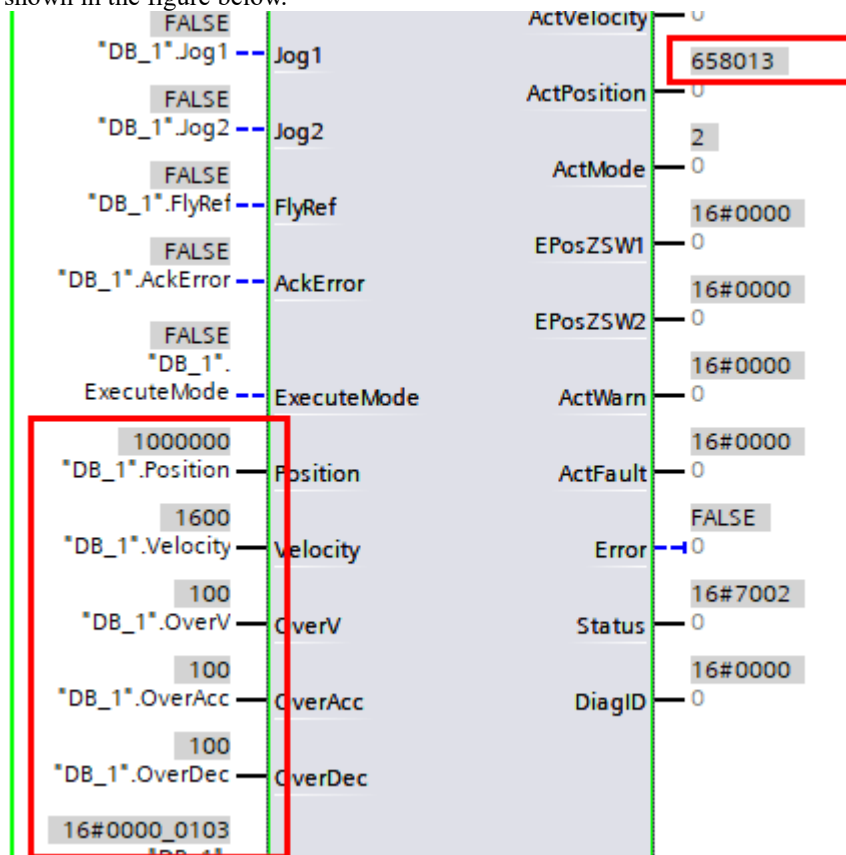 shown in the figure below.
FALSE
"DB_1".Jog1
Jog1
ActVelocity
0
658013
FALSE
"DB_1".Jog2
Jog2
ActPosition
0
2
ActMode
0
FALSE
"DB_1".FlyRef
FlyRef
16#0000
EPosZSW1
0
FALSE
"DB_1".AckError
AckError
16#0000
EPosZSW2
0
FALSE
"DB_1".
ExecuteMode
ExecuteMode
16#0000
ActWarn
0
1000000
"DB_1".Position
Position
16#0000
ActFault
0
1600
"DB_1".Velocity
Velocity
FALSE
Error
0
100
"DB_1".OverV
OverV
16#7002
Status
0
100
"DB_1".OverAcc
OverAcc
16#0000
DiagID
0
100
"DB_1".OverDec
OverDec
16#0000_0103
"DB_1".